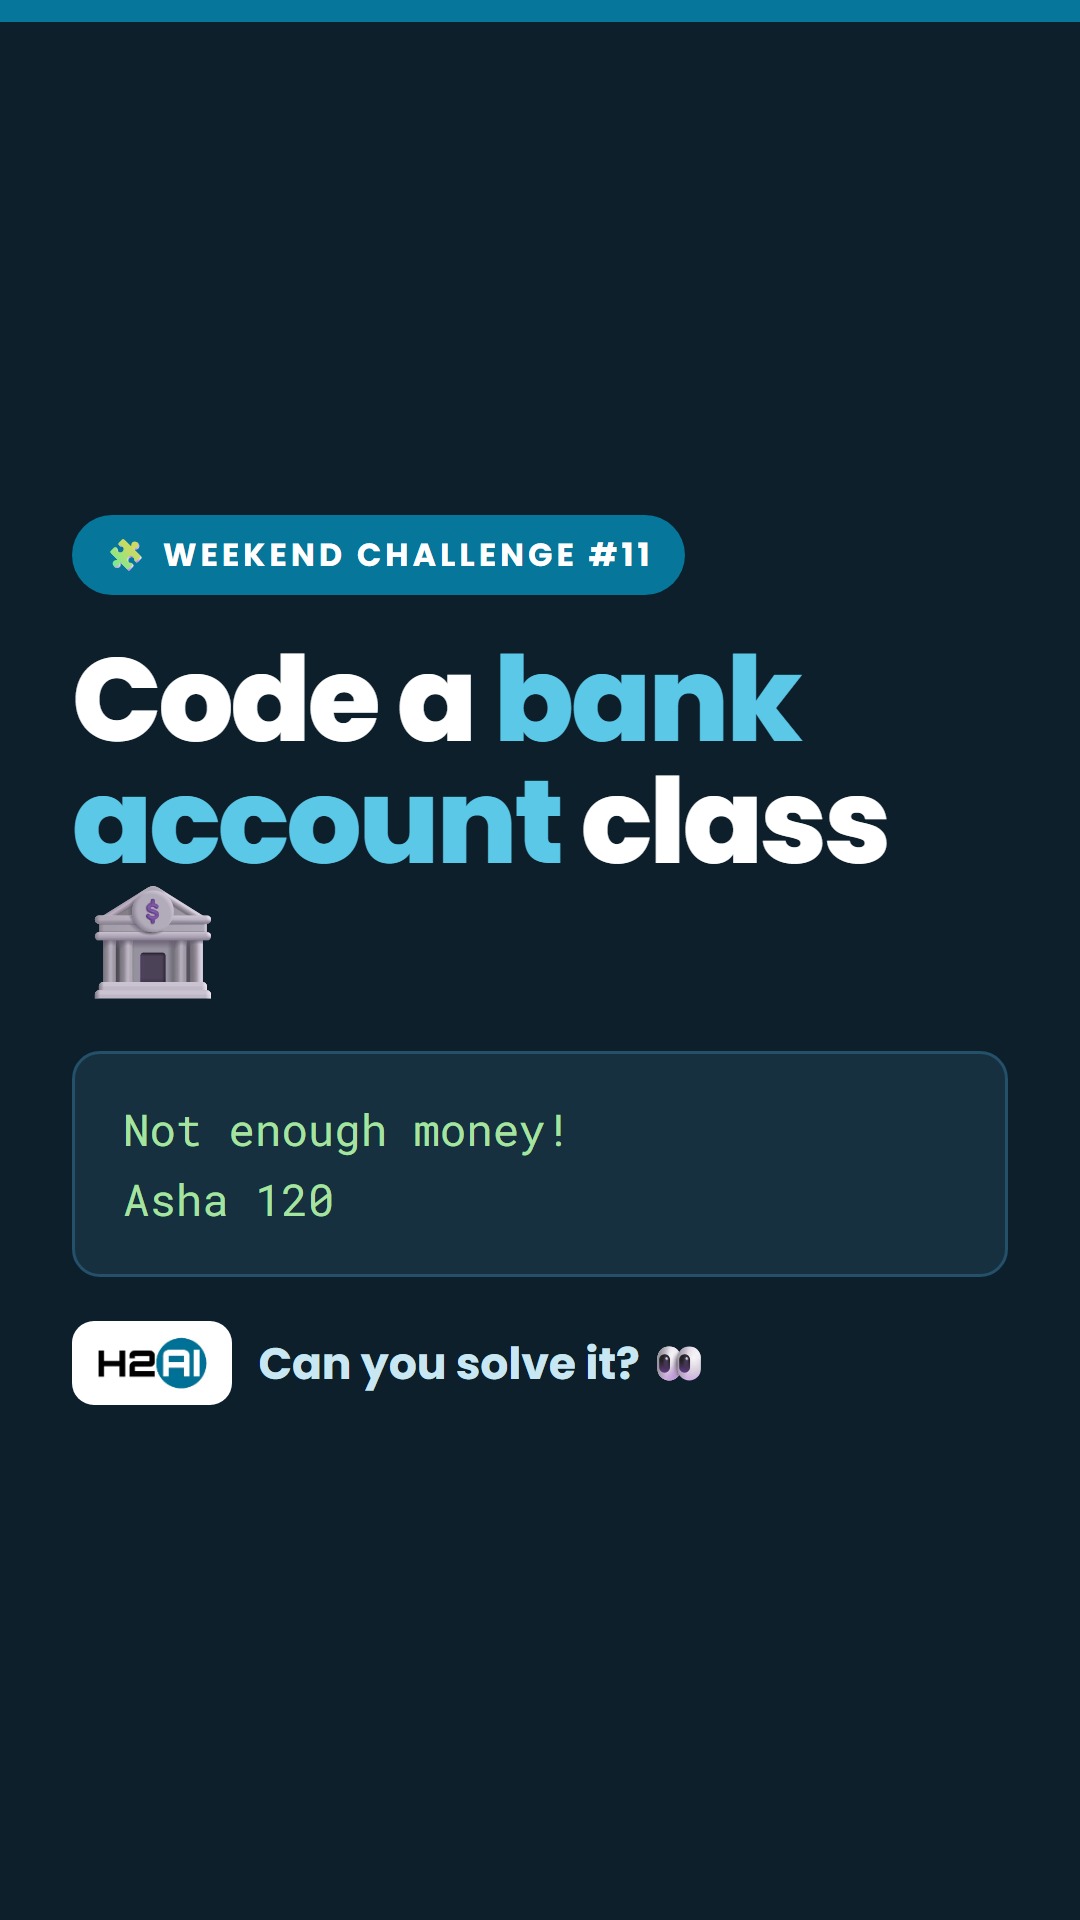 🧩 WEEKEND CHALLENGE #11
Code a bank
account class
🏦
Not enough money!
Asha 120
H2AI
Can you solve it? 👀